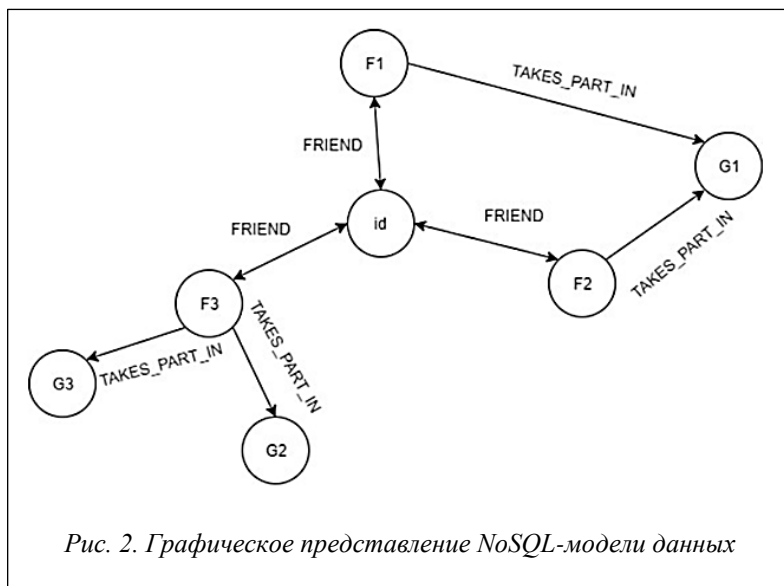 F1
TAKES_PART_IN
FRIEND
G1
id
FRIEND
FRIEND
F2
TAKES_PART_IN
F3
TAKES_PART_IN
TAKES_PART_IN
G3
G2
Рис. 2. Графическое представление NoSQL-модели данных